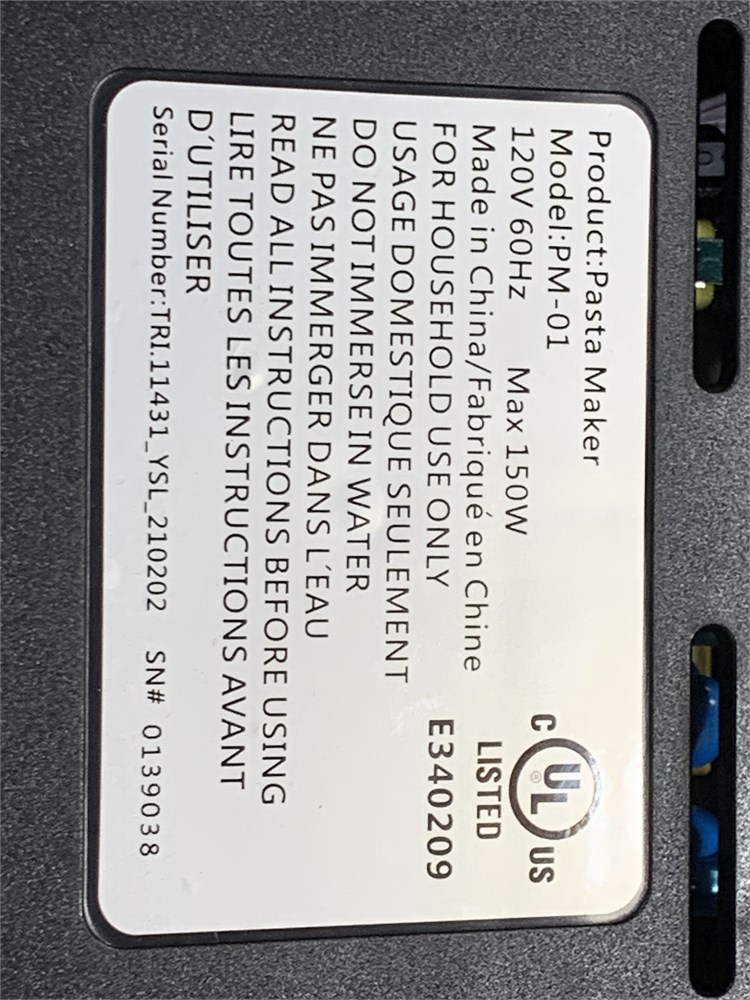 Product:Pasta Maker
Model:PM-01
120V 60Hz Max 150W
Made in China/Fabriqué en Chine
FOR HOUSEHOLD USE ONLY
USAGE DOMESTIQUE SEULEMENT
DO NOT IMMERSE IN WATER
NE PAS IMMERGER DANS L´EAU
READ ALL INSTRUCTIONS BEFORE USING
LIRE TOUTES LES INSTRUCTIONS AVANT
D´UTILISER
Serial Number:TRI.11431_YSL_210202 SN# 0139038
C UL® US
LISTED
E340209